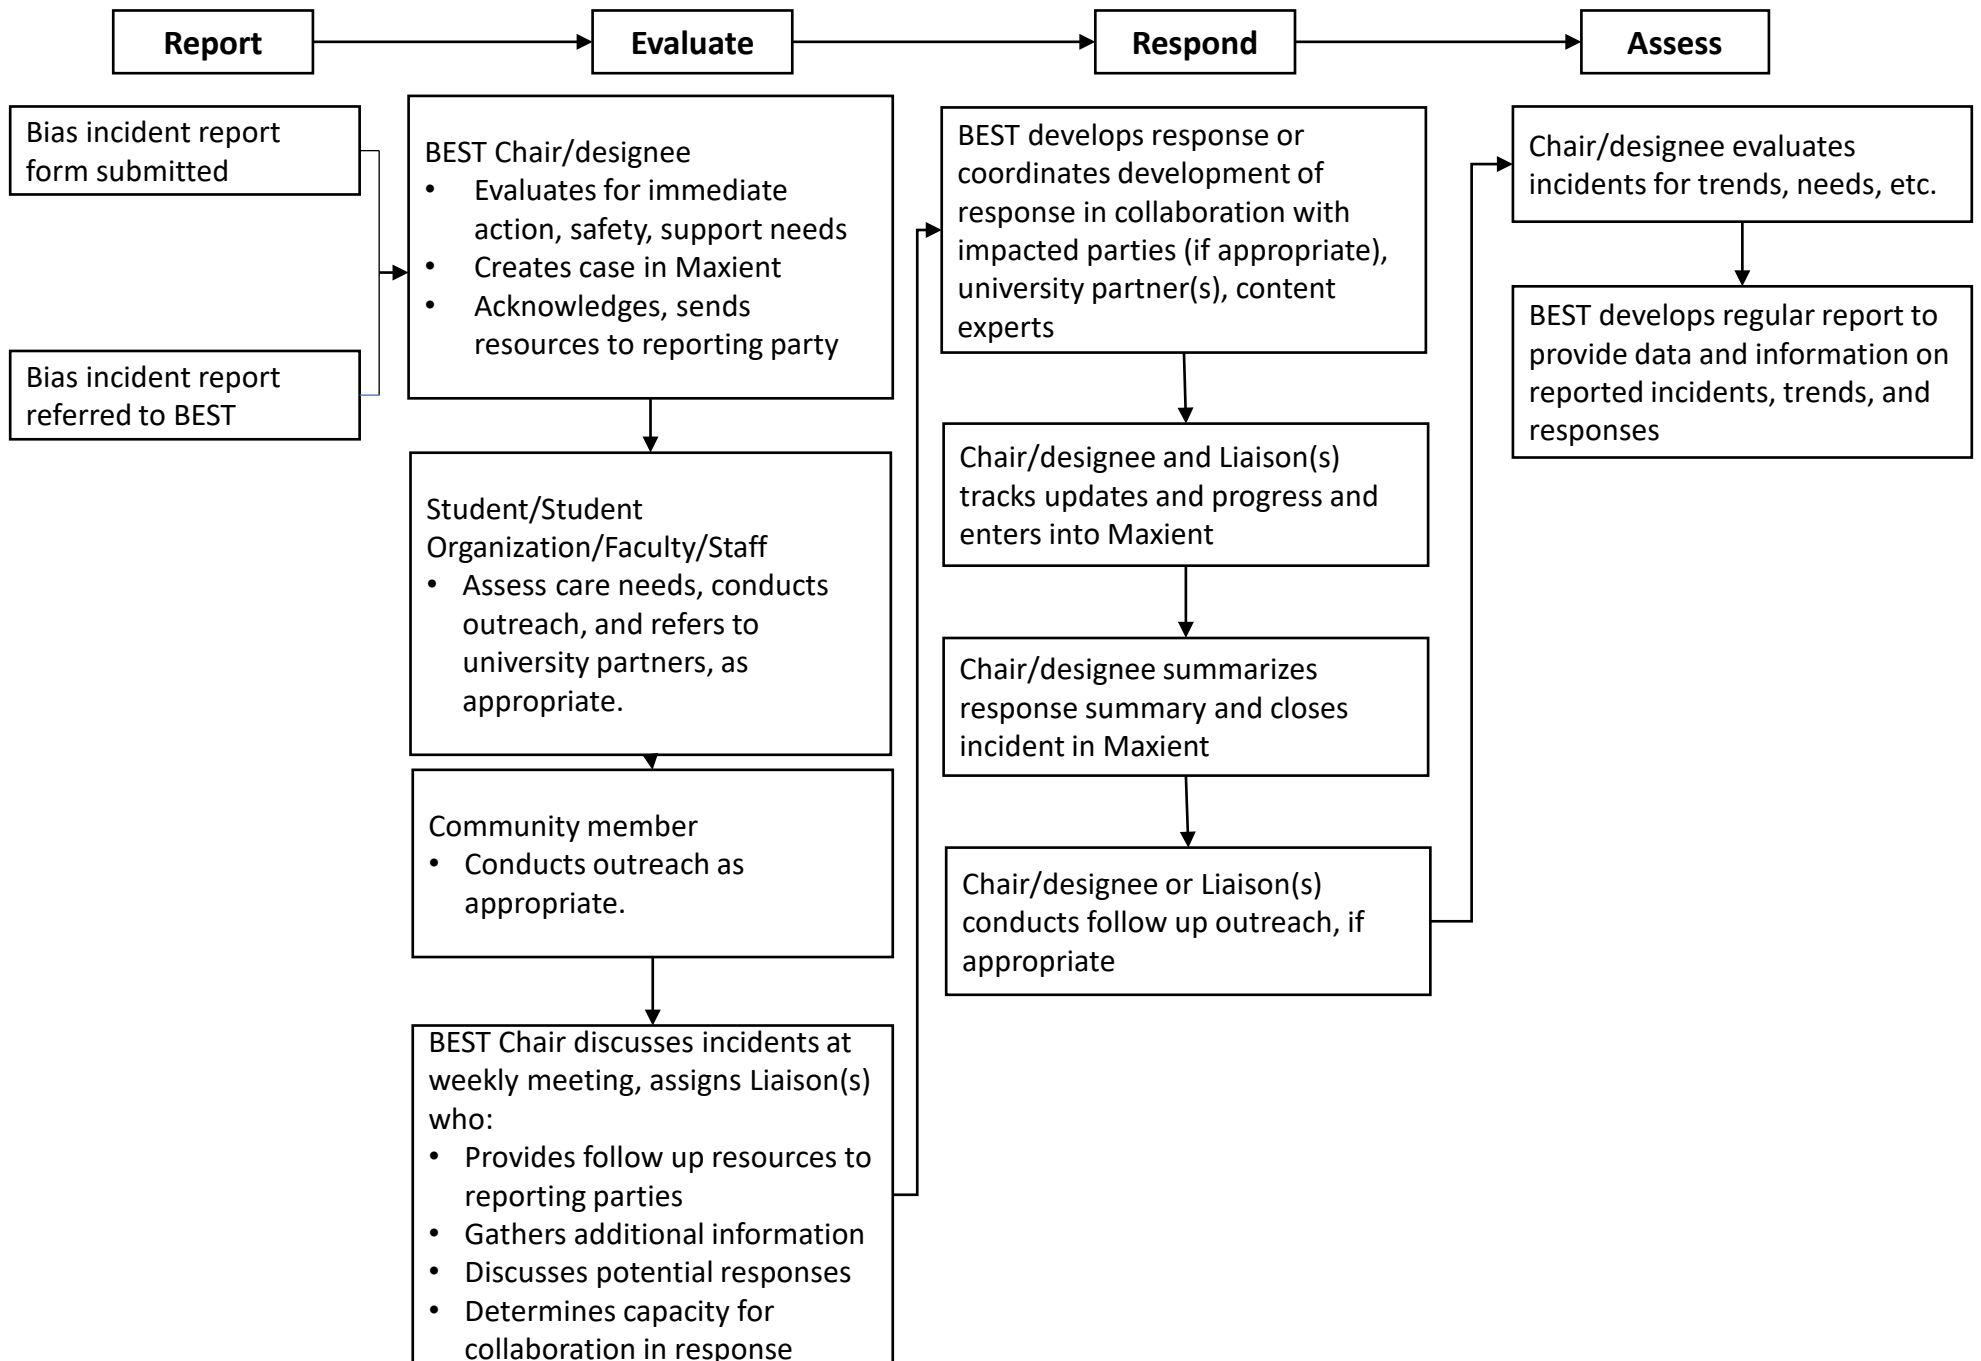 Report
Evaluate
Respond
Assess
Bias incident report
form submitted
Bias incident report
referred to BEST
BEST Chair/designee
• Evaluates for immediate
action, safety, support needs
• Creates case in Maxient
• Acknowledges, sends
resources to reporting party
Student/Student
Organization/Faculty/Staff
• Assess care needs, conducts
outreach, and refers to
university partners, as
appropriate.
Community member
• Conducts outreach as
appropriate.
BEST Chair discusses incidents at
weekly meeting, assigns Liaison(s)
who:
• Provides follow up resources to
reporting parties
• Gathers additional information
• Discusses potential responses
• Determines capacity for
collaboration in response
BEST develops response or
coordinates development of
response in collaboration with
impacted parties (if appropriate),
university partner(s), content
experts
Chair/designee and Liaison(s)
tracks updates and progress and
enters into Maxient
Chair/designee summarizes
response summary and closes
incident in Maxient
Chair/designee or Liaison(s)
conducts follow up outreach, if
appropriate
Chair/designee evaluates
incidents for trends, needs, etc.
BEST develops regular report to
provide data and information on
reported incidents, trends, and
responses